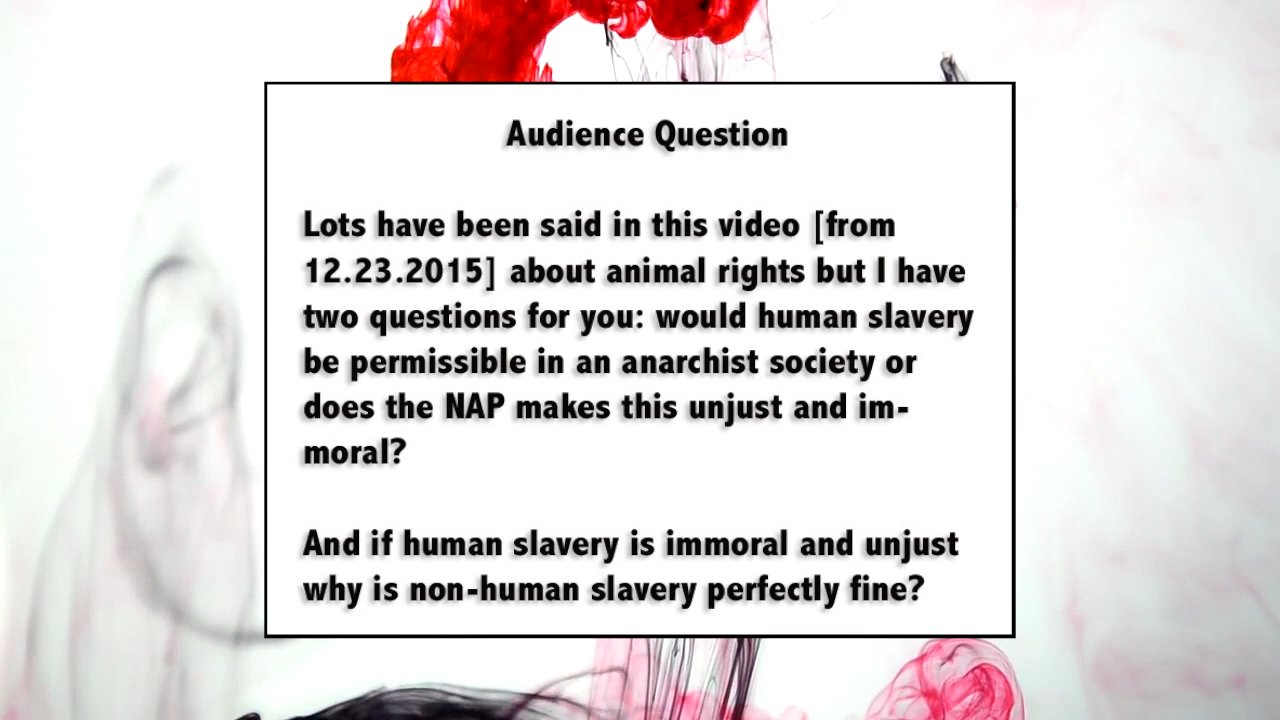 Audience Question
Lots have been said in this video [from
12.23.2015] about animal rights but I have
two questions for you: would human slavery
be permissible in an anarchist society or
does the NAP makes this unjust and im-
moral?
And if human slavery is immoral and unjust
why is non-human slavery perfectly fine?